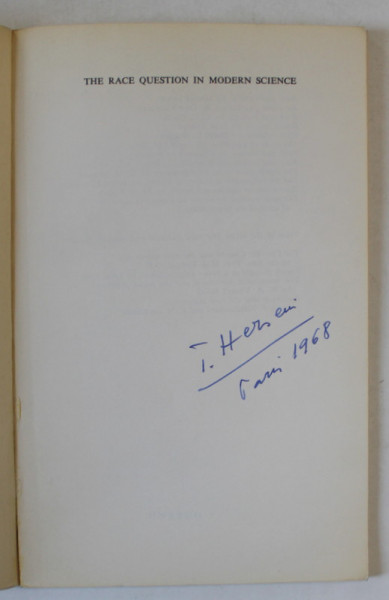 THE RACE QUESTION IN MODERN SCIENCE
T. Herseni
Paris 1968